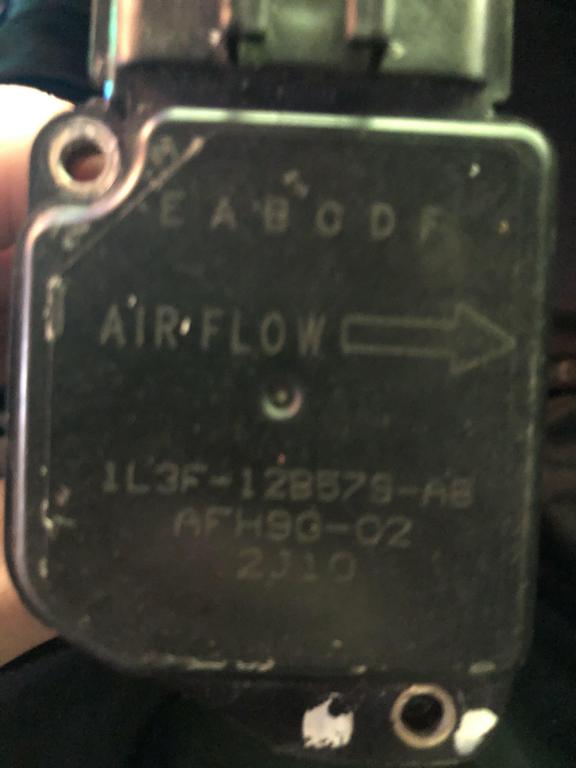 E A B C D F
AIR FLOW
1L3F-12B579-AB
AFH90-02
2J10